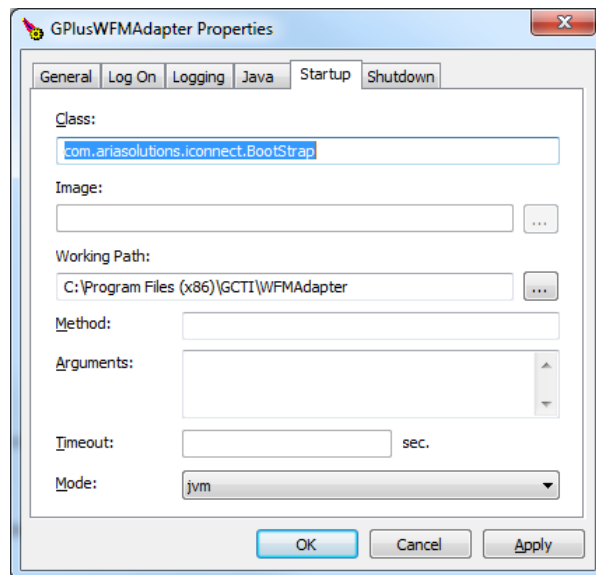 GPlusWFMAdapter Properties
General Log On Logging Java Startup Shutdown
Class:
com.ariasolutions.iconnect.BootStrap
Image:
...
Working Path:
C:\Program Files (x86)\GCTI\WFMAdapter ...
Method:
Arguments:
Timeout: sec.
Mode: jvm
OK Cancel Apply